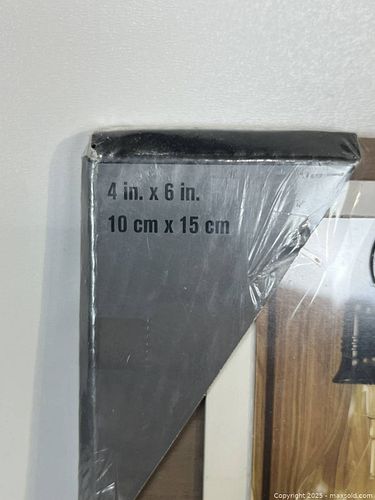 4 in. x 6 in.
10 cm x 15 cm
Copyright 2025 - maxsold.com